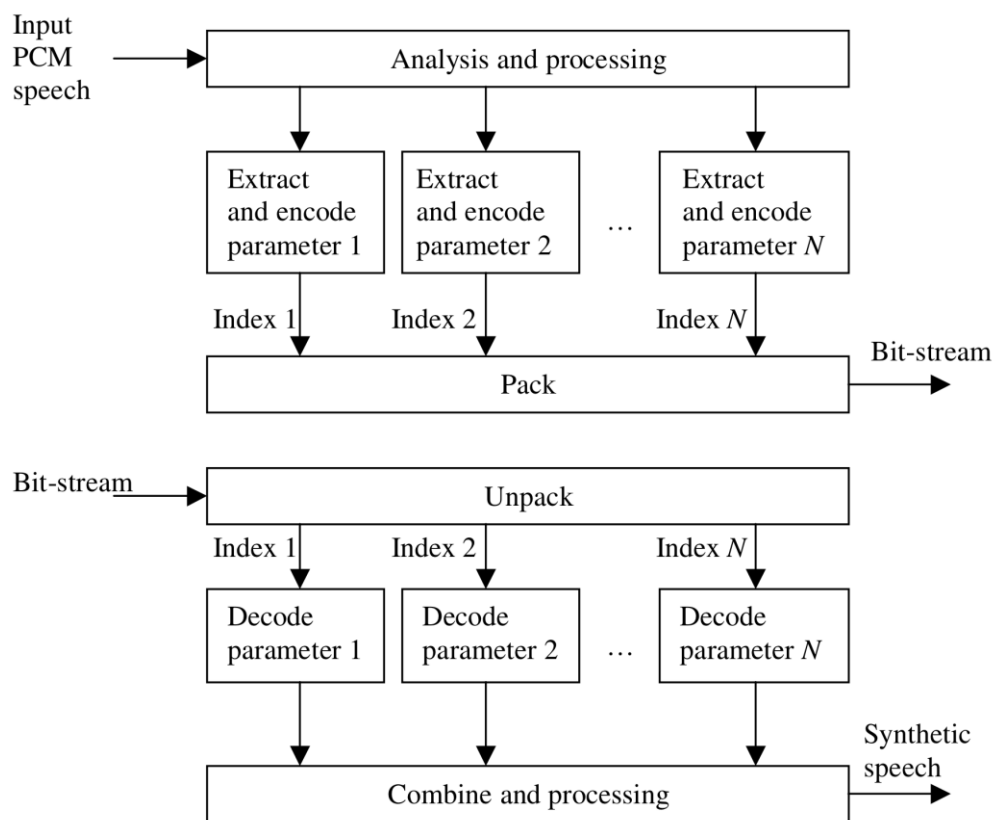 Input
PCM
speech
Analysis and processing
Extract
and encode
parameter 1
Extract
and encode
parameter 2
...
Extract
and encode
parameter N
Index 1
Index 2
Index N
Pack
Bit-stream
Bit-stream
Unpack
Index 1
Index 2
Index N
Decode
parameter 1
Decode
parameter 2
...
Decode
parameter N
Combine and processing
Synthetic
speech